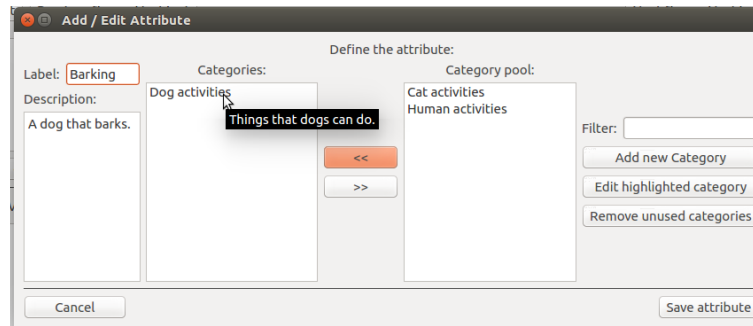 Add / Edit Attribute
Define the attribute:
Label: Barking
Categories:
Category pool:
Description:
A dog that barks.
Dog activities
Things that dogs can do.
Cat activities
Human activities
<<
>>
Filter:
Add new Category
Edit highlighted category
Remove unused categories
Cancel
Save attribute